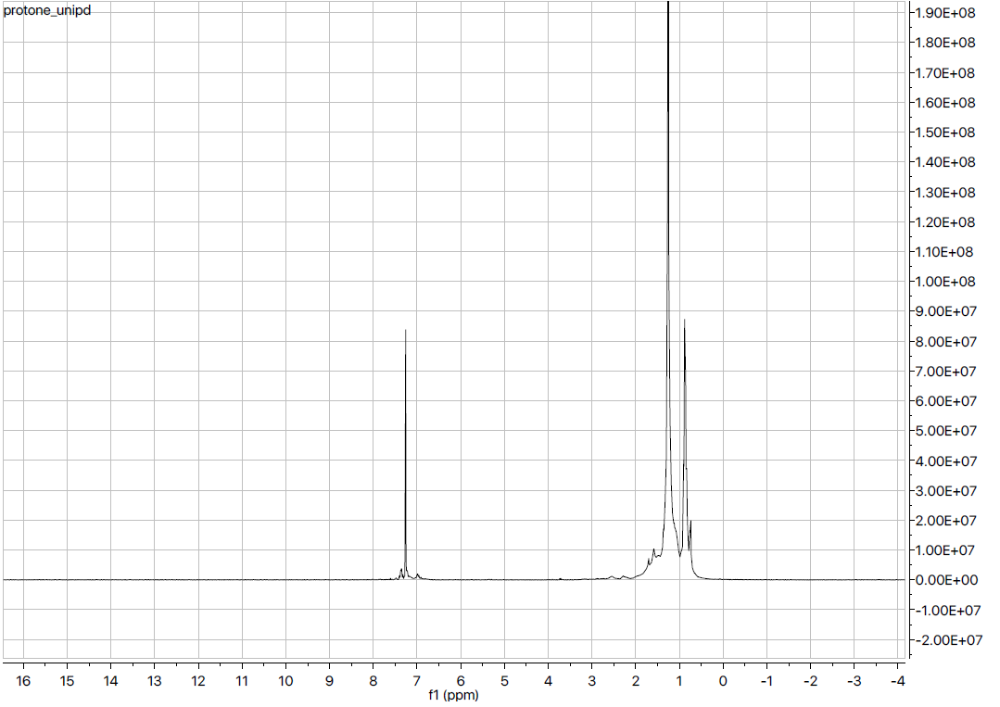 protone_unipd
1.90E+08
1.80E+08
1.70E+08
1.60E+08
1.50E+08
1.40E+08
1.30E+08
1.20E+08
1.10E+08
1.00E+08
9.00E+07
8.00E+07
7.00E+07
6.00E+07
5.00E+07
4.00E+07
3.00E+07
2.00E+07
1.00E+07
0.00E+00
-1.00E+07
-2.00E+07
16 15 14 13 12 11 10 9 8 7 6 5 4 3 2 1 0 -1 -2 -3 -4
f1 (ppm)